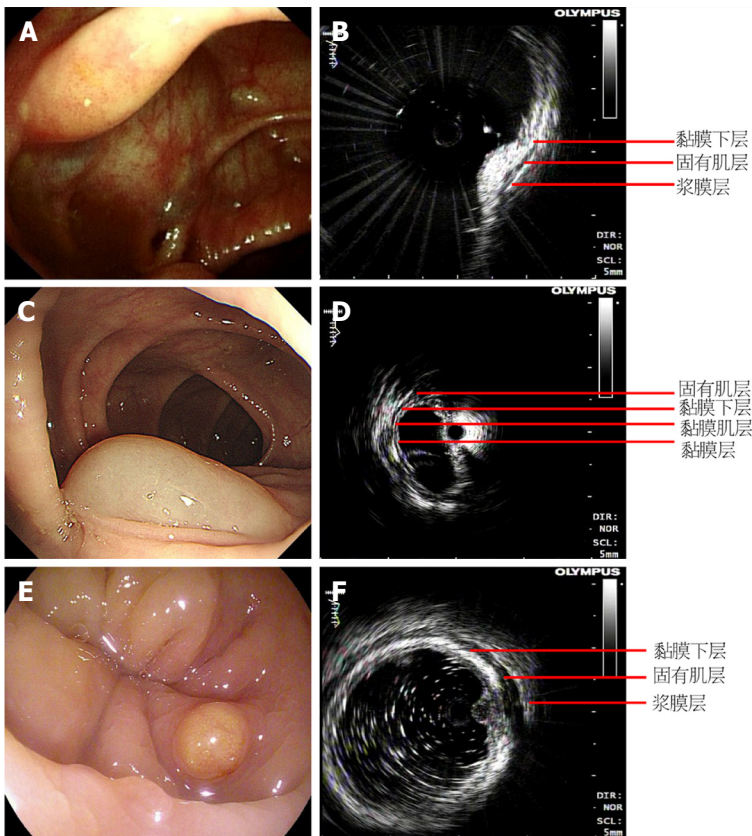 A
B
OLYMPUS
黏膜下层
固有肌层
浆膜层
DIR:
NOR
SCL:
5mm
C
D
OLYMPUS
固有肌层
黏膜下层
黏膜肌层
黏膜层
DIR:
NOR
SCL:
5mm
E
F
OLYMPUS
黏膜下层
固有肌层
浆膜层
DIR:
NOR
SCL:
5mm